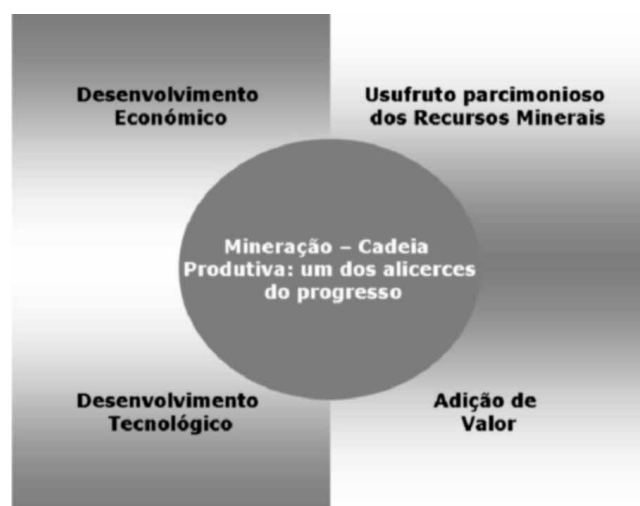 Desenvolvimento
Económico
Usufruto parcimonioso
dos Recursos Minerais
Mineração – Cadeia
Produtiva: um dos alicerces
do progresso
Desenvolvimento
Tecnológico
Adição de
Valor